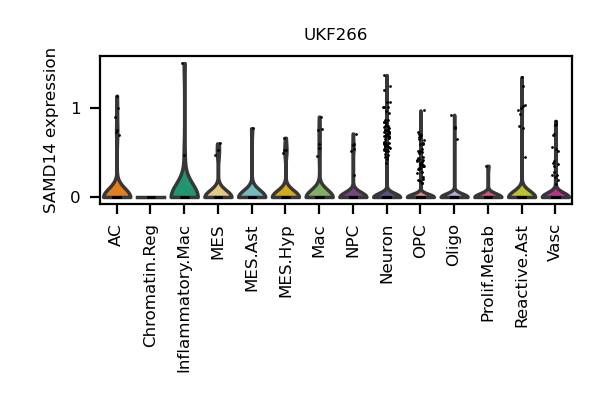 UKF266
SAMD14 expression
1
0
AC
Chromatin.Reg
Inflammatory.Mac
MES
MES.Ast
MES.Hyp
Mac
NPC
Neuron
OPC
Oligo
Prolif.Metab
Reactive.Ast
Vasc